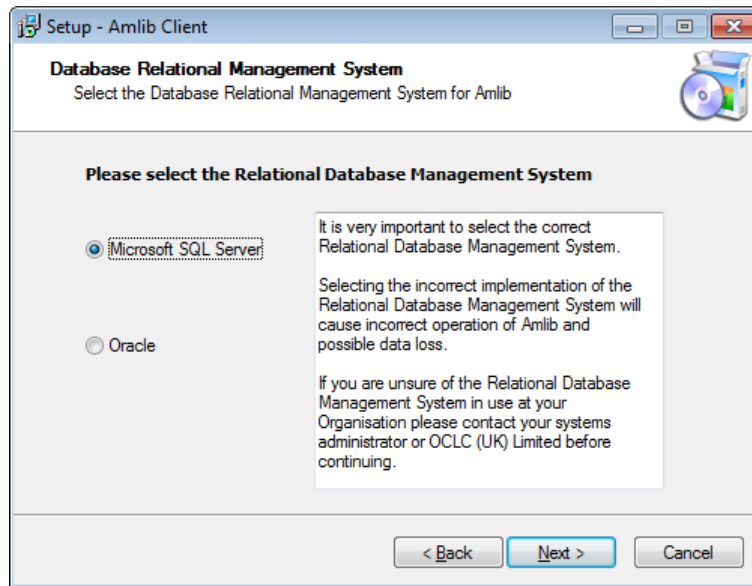 Setup - Amlib Client
Database Relational Management System
Select the Database Relational Management System for Amlib
Please select the Relational Database Management System
Microsoft SQL Server
Oracle
It is very important to select the correct
Relational Database Management System.
Selecting the incorrect implementation of the
Relational Database Management System will
cause incorrect operation of Amlib and
possible data loss.
If you are unsure of the Relational Database
Management System in use at your
Organisation please contact your systems
administrator or OCLC (UK) Limited before
continuing.
< Back
Next >
Cancel